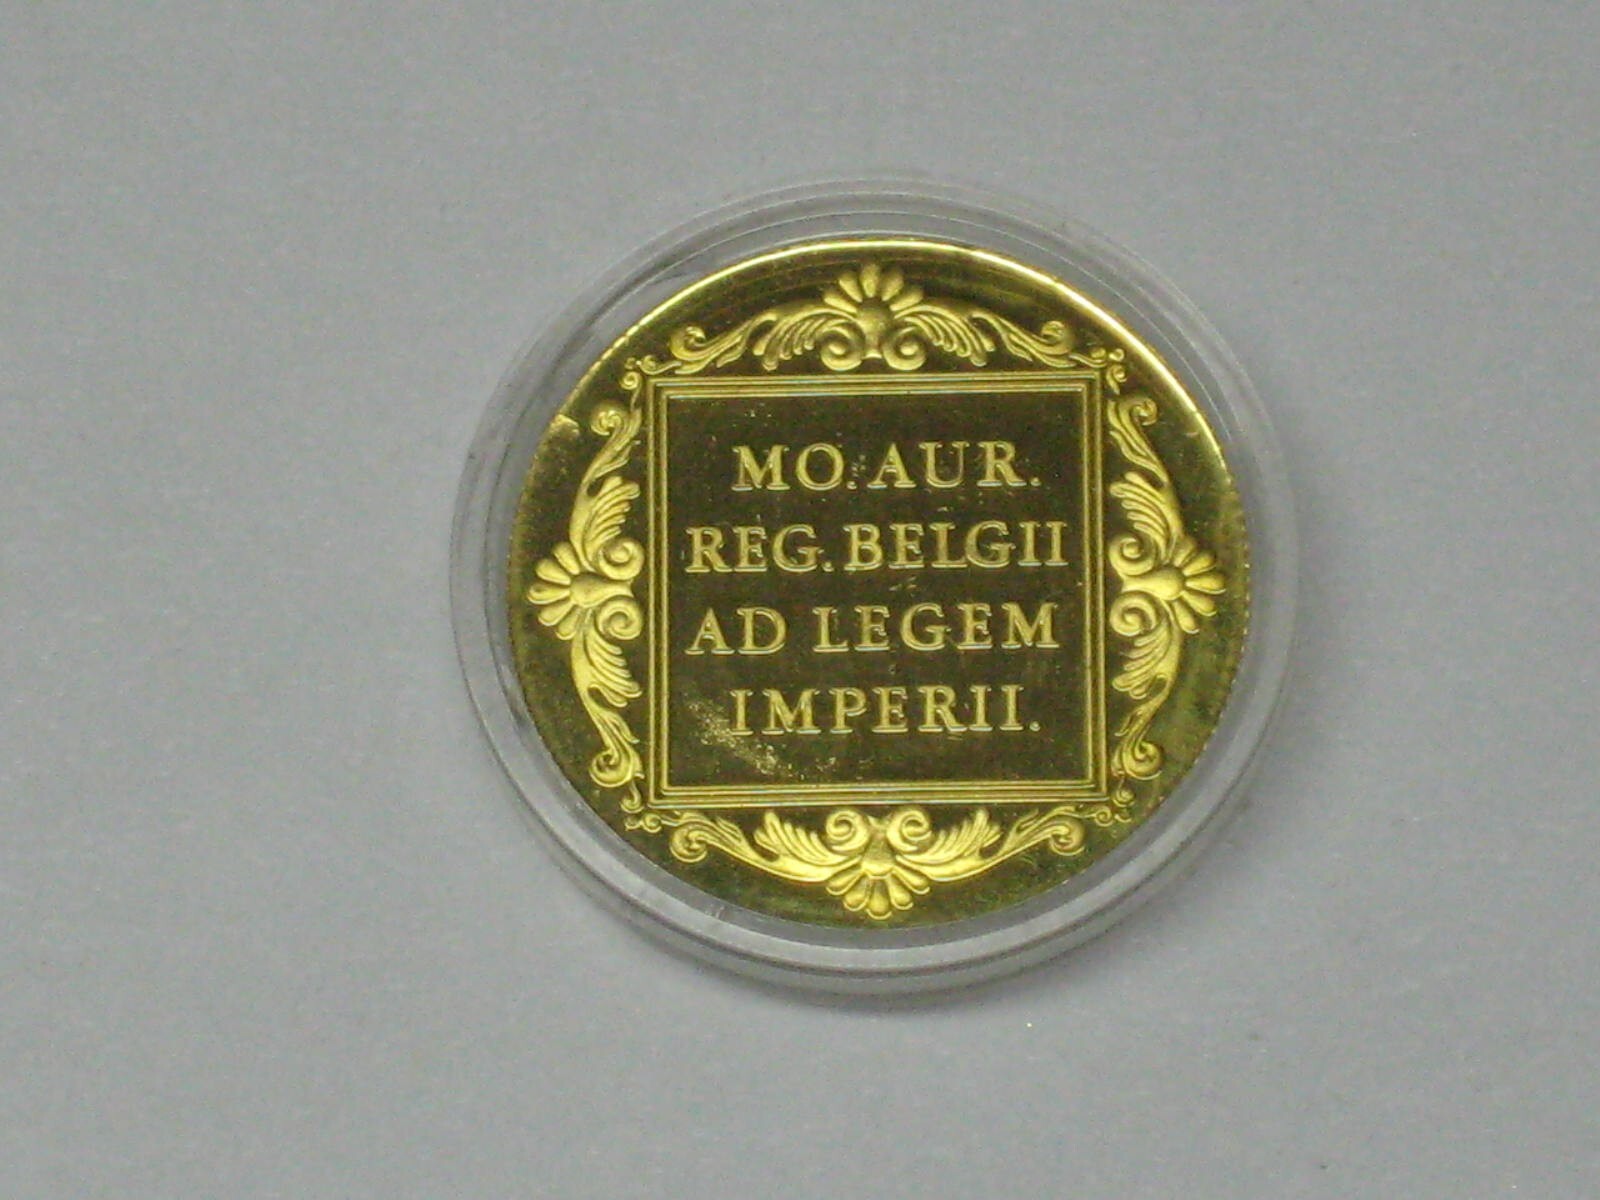 MO. AUR.
REG. BELGII
AD LEGEM
IMPERII.